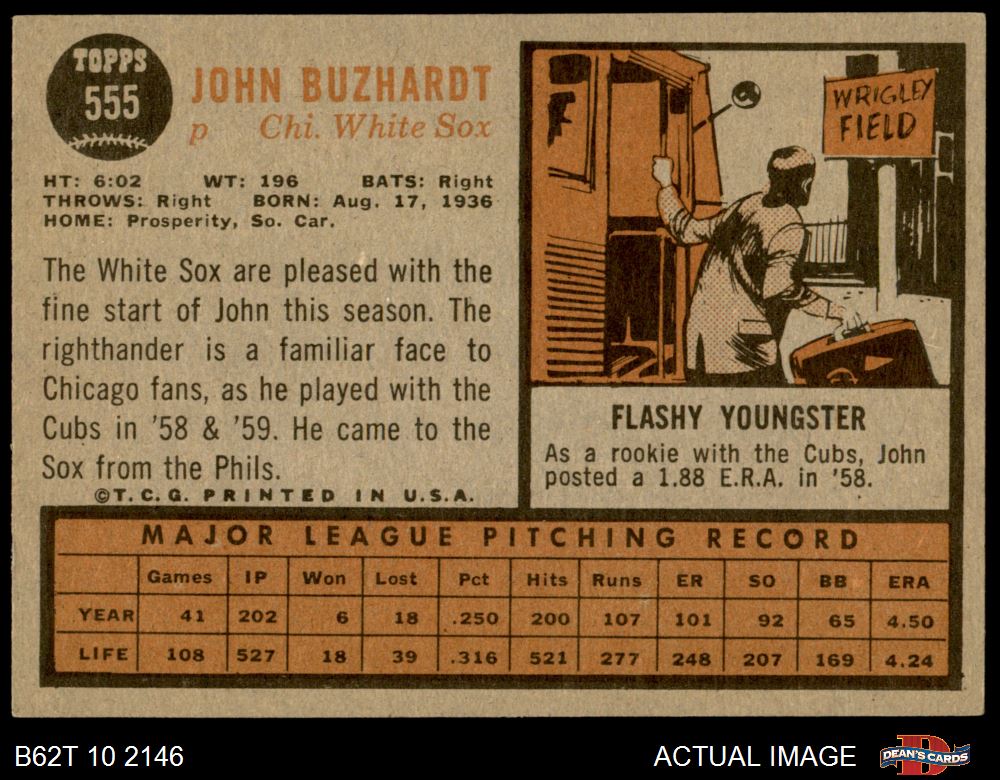 TOPPS
555
JOHN BUZHARDT
p Chi. White Sox
HT: 6:02 WT: 196 BATS: Right
THROWS: Right BORN: Aug. 17, 1936
HOME: Prosperity, So. Car.
The White Sox are pleased with the
fine start of John this season. The
righthander is a familiar face to
Chicago fans, as he played with the
Cubs in '58 & '59. He came to the
Sox from the Phils.
©T.C.G. PRINTED IN U.S.A.
WRIGLEY
FIELD
FLASHY YOUNGSTER
As a rookie with the Cubs, John
posted a 1.88 E.R.A. in '58.
MAJOR LEAGUE PITCHING RECORD
Games IP Won Lost Pct Hits Runs ER SO BB ERA
YEAR 41 202 6 18 .250 200 107 101 92 65 4.50
LIFE 108 527 18 39 .316 521 277 248 207 169 4.24
B62T 10 2146
ACTUAL IMAGE
DEAN'S CARDS